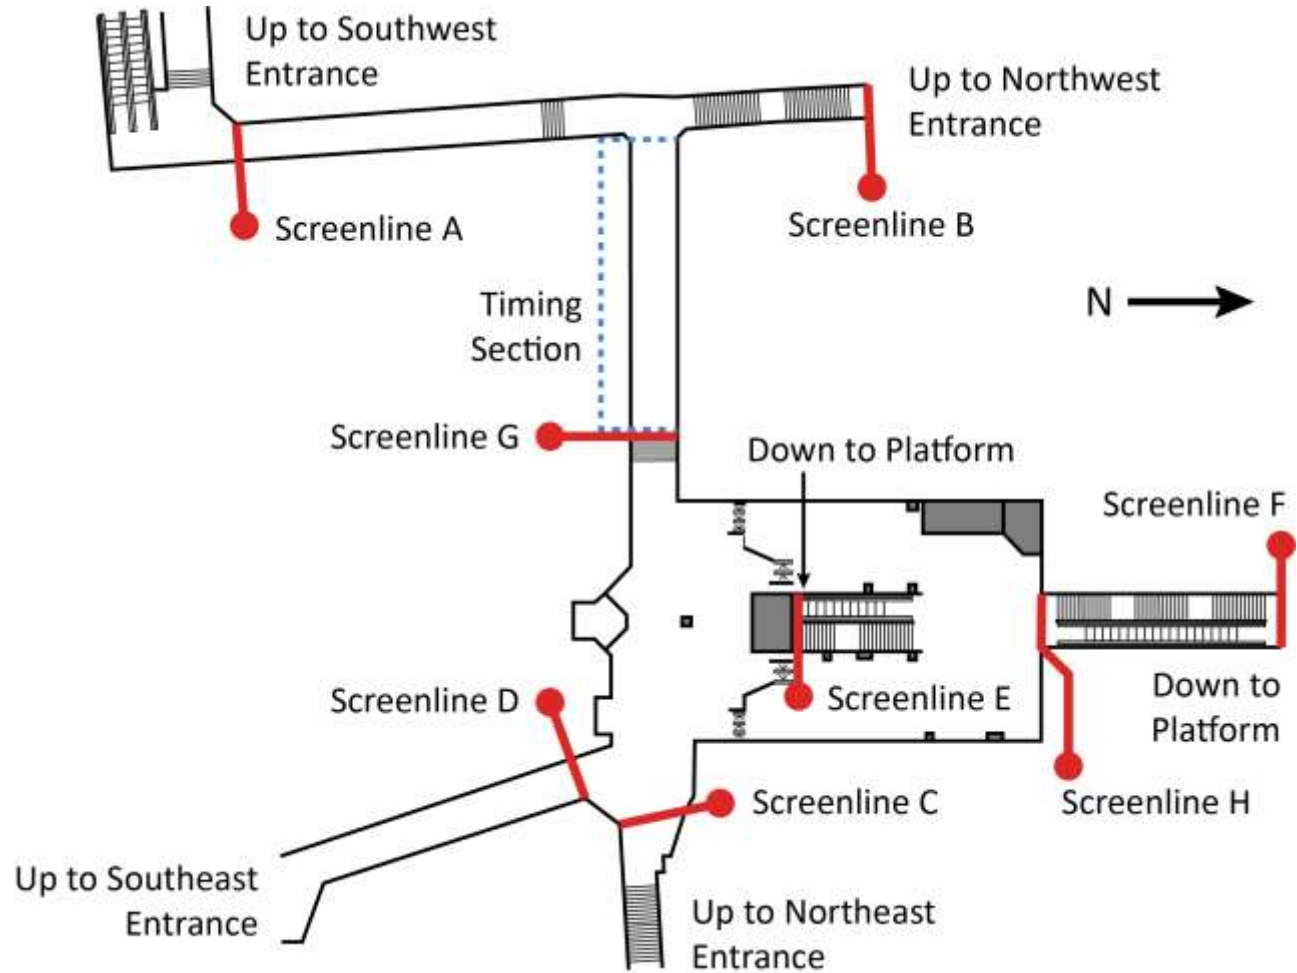 Up to Southwest
Entrance
Up to Northwest
Entrance
Screenline A
Screenline B
Timing
Section
N
Screenline G
Down to Platform
Screenline F
Screenline D
Screenline E
Down to
Platform
Screenline C
Screenline H
Up to Southeast
Entrance
Up to Northeast
Entrance